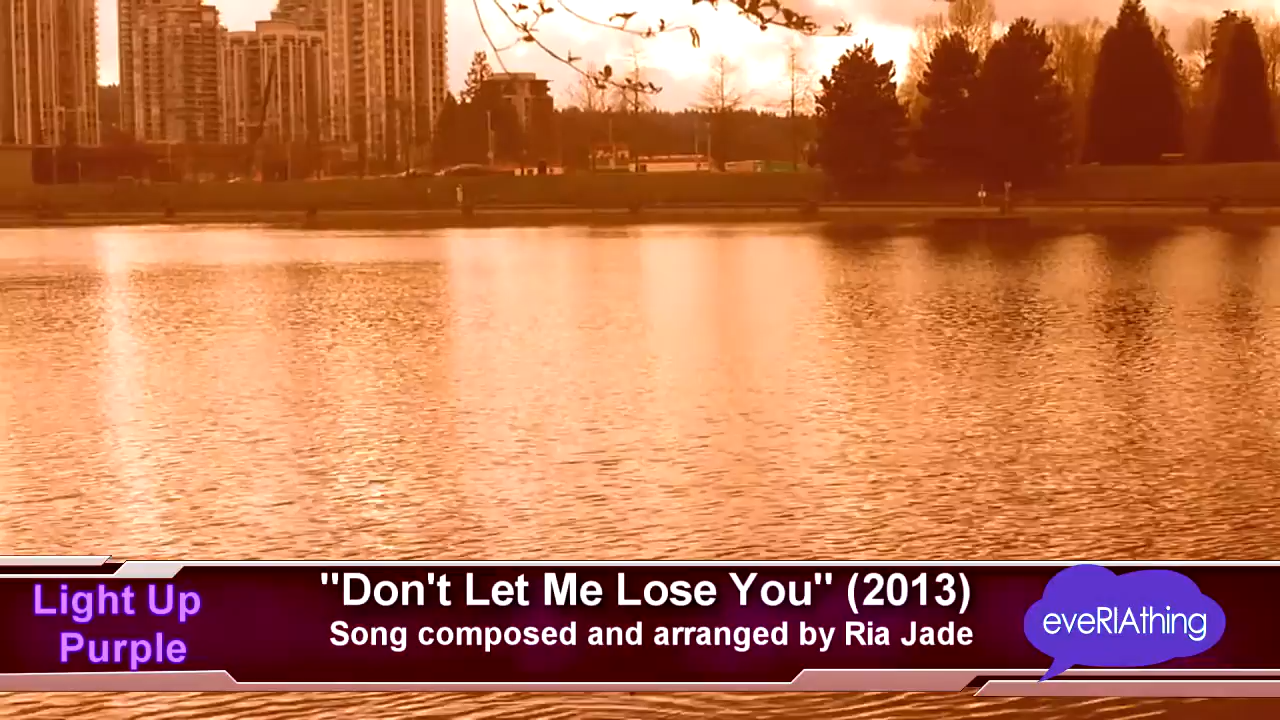 Light Up
Purple
"Don't Let Me Lose You" (2013)
Song composed and arranged by Ria Jade
eveRIAthing